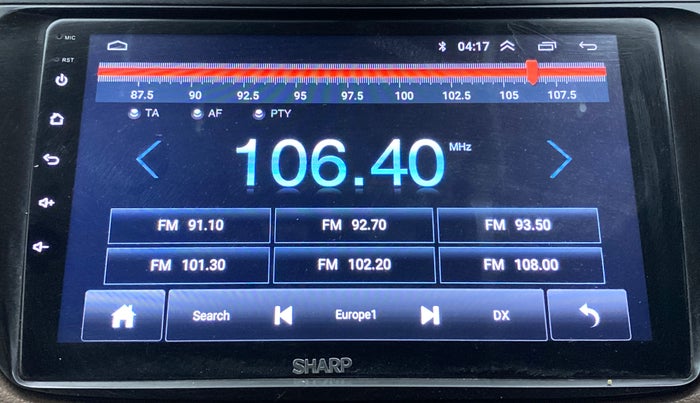 MIC
04:17
RST
87.5 90 92.5 95 97.5 100 102.5 105 107.5
TA AF PTY
106.40 MHz
FM 91.10 FM 92.70 FM 93.50
FM 101.30 FM 102.20 FM 108.00
Search Europe1 DX
SHARP